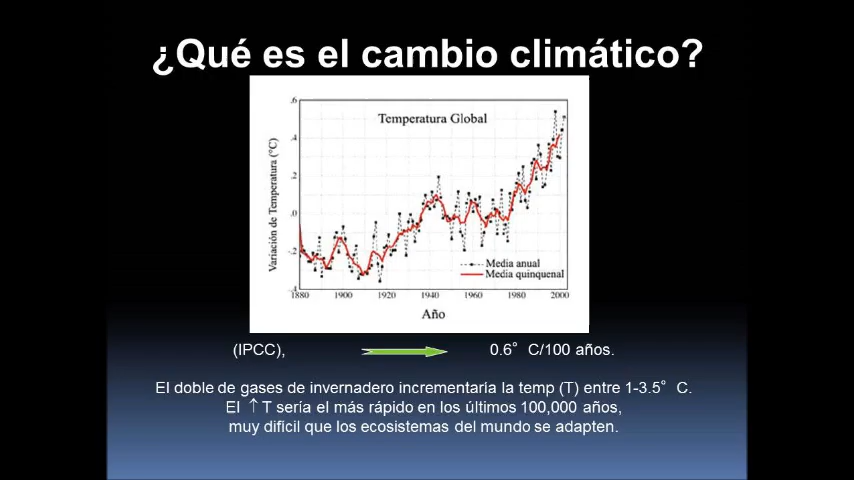 ¿Qué es el cambio climático?
Temperatura Global
Variación de Temperatura (°C)
.6
.4
.2
.0
-.2
-.4
Media anual
Media quinquenal
1880 1900 1920 1940 1960 1980 2000
Año
(IPCC), 0.6° C/100 años.
El doble de gases de invernadero incrementaría la temp (T) entre 1-3.5° C.
El ↑ T sería el más rápido en los últimos 100,000 años,
muy difícil que los ecosistemas del mundo se adapten.